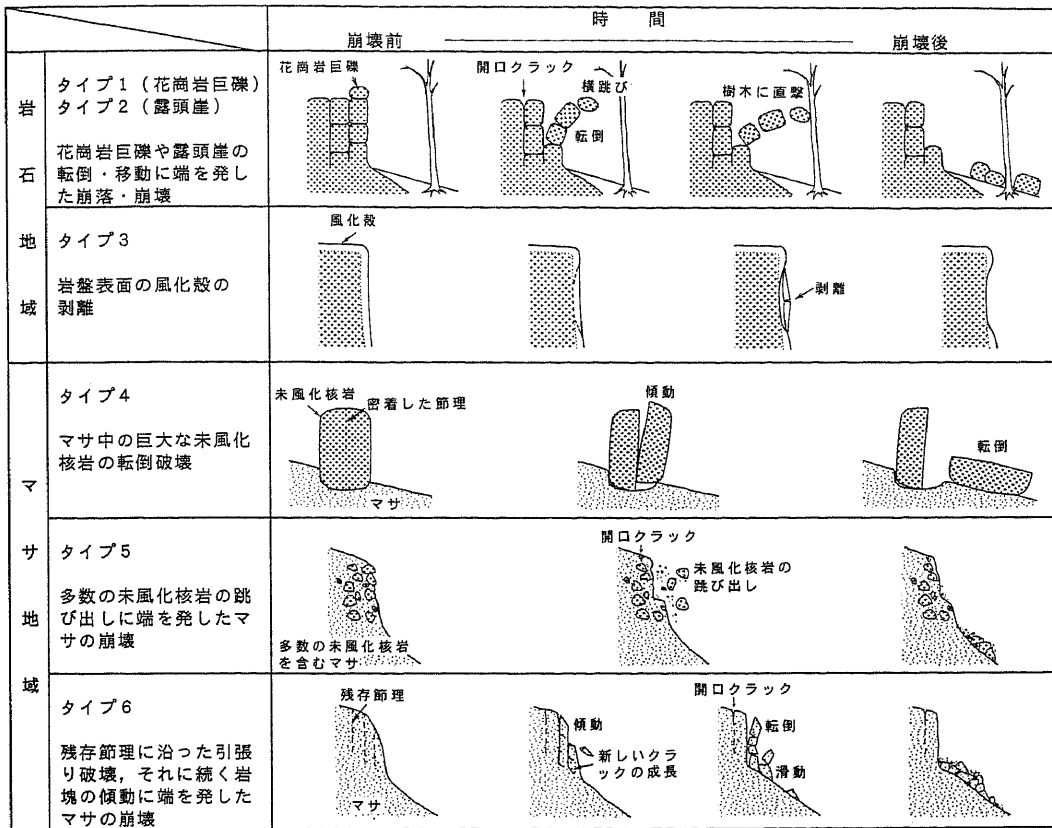 時 間
崩壊前
崩壊後
岩石地域
タイプ1（花崗岩巨礫）
タイプ2（露頭崖）
花崗岩巨礫や露頭崖の
転倒・移動に端を発し
た崩落・崩壊
花崗岩巨礫
開口クラック
横跳び
転倒
樹木に直撃
タイプ3
岩盤表面の風化殻の
剥離
風化殻
剥離
マサ地域
タイプ4
マサ中の巨大な未風化
核岩の転倒破壊
未風化核岩
密着した節理
マサ
傾動
転倒
タイプ5
多数の未風化核岩の跳
び出しに端を発したマ
サの崩壊
多数の未風化核岩
を含むマサ
開口クラック
未風化核岩の
跳び出し
タイプ6
残存節理に沿った引張
り破壊，それに続く岩
塊の傾動に端を発した
マサの崩壊
残存節理
マサ
傾動
新しいクラ
ックの成長
開口クラック
転倒
滑動